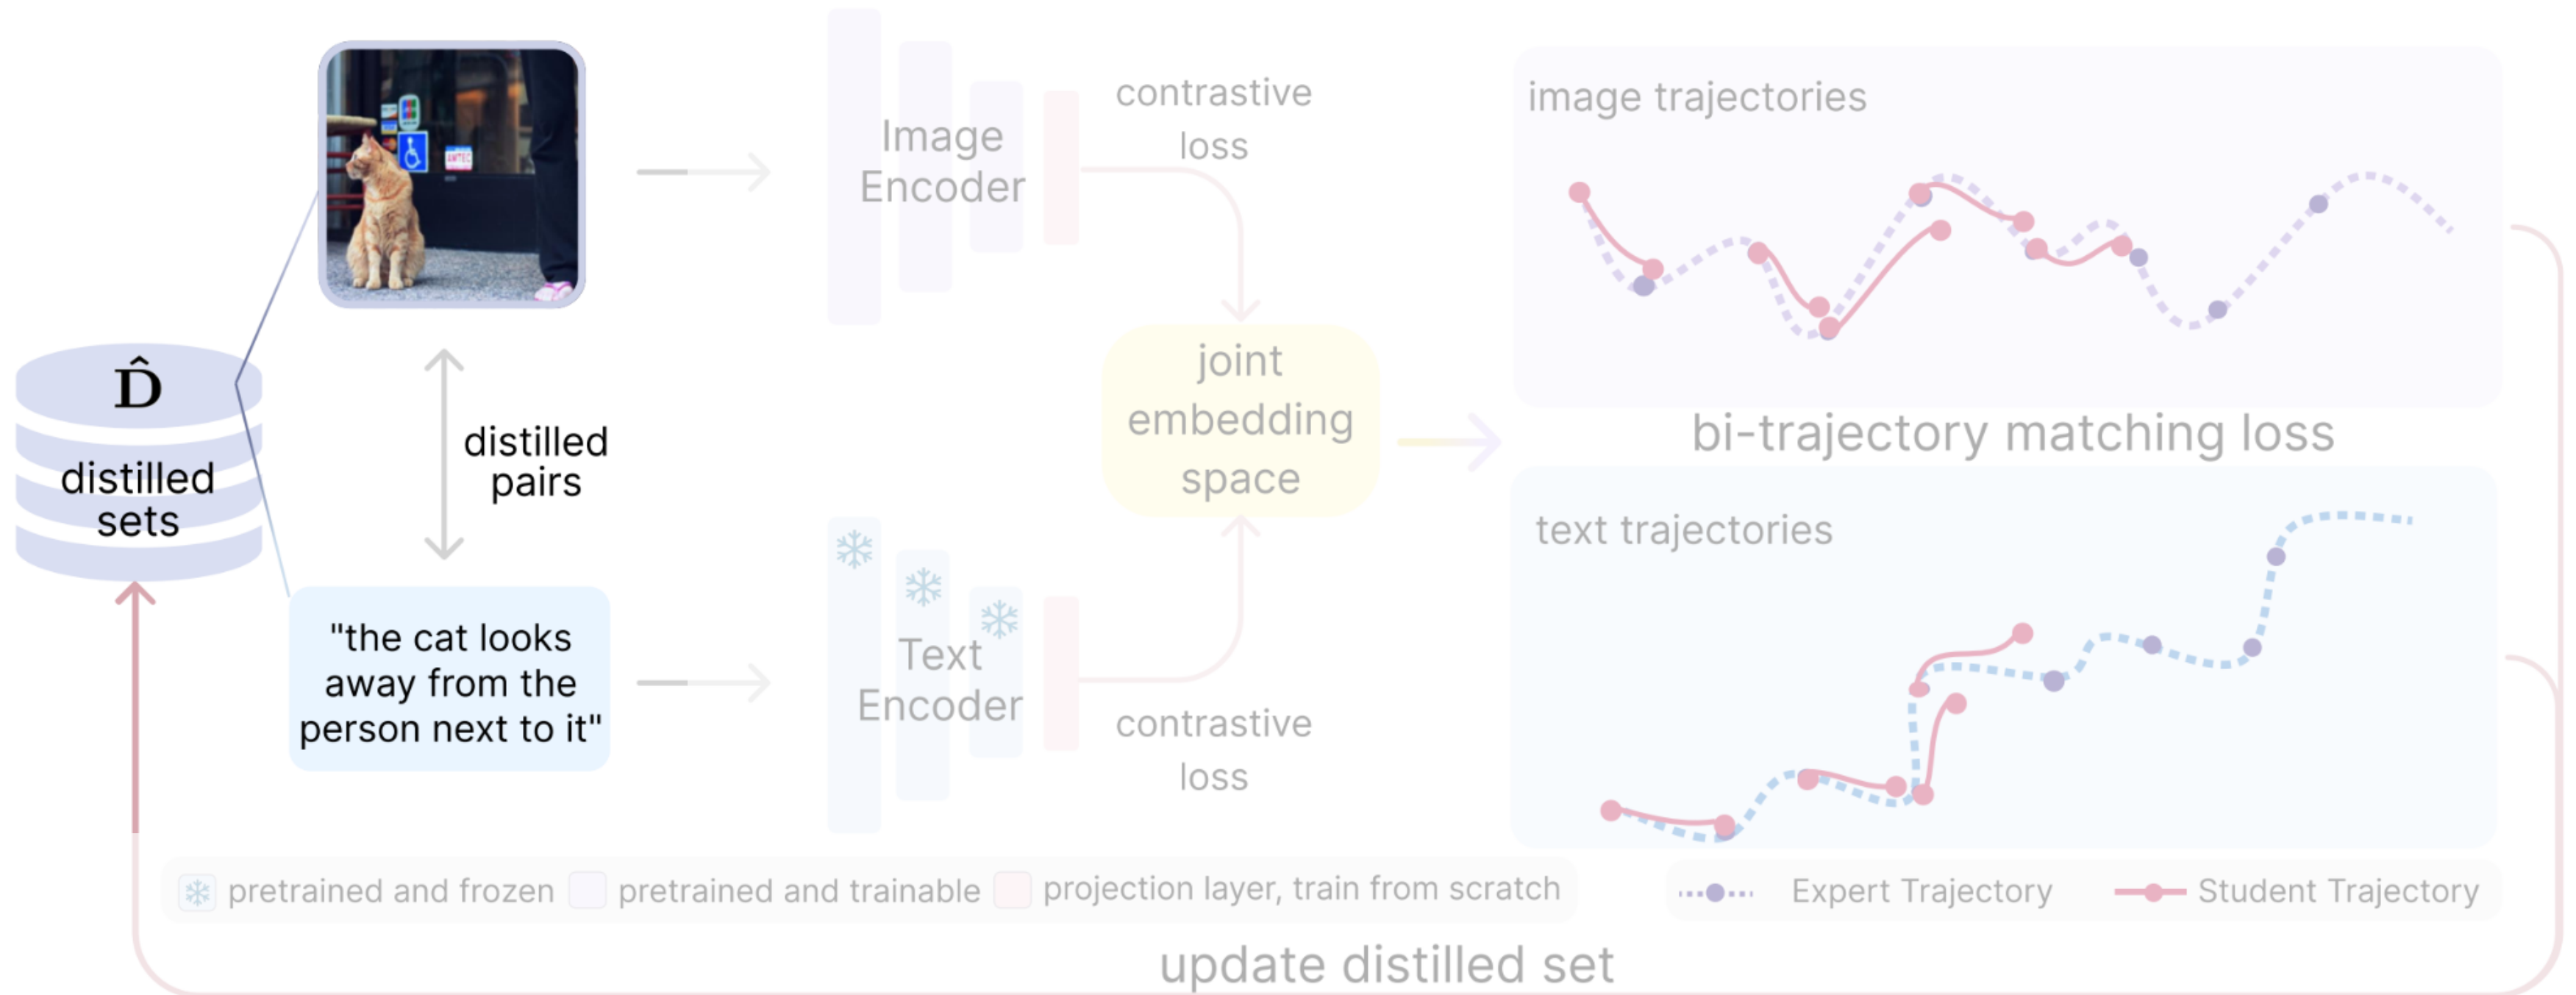 D̂
distilled
sets
AMTEC
distilled
pairs
"the cat looks
away from the
person next to it"
Image
Encoder
contrastive
loss
joint
embedding
space
Text
Encoder
contrastive
loss
image trajectories
bi-trajectory matching loss
text trajectories
pretrained and frozen
pretrained and trainable
projection layer, train from scratch
Expert Trajectory
Student Trajectory
update distilled set